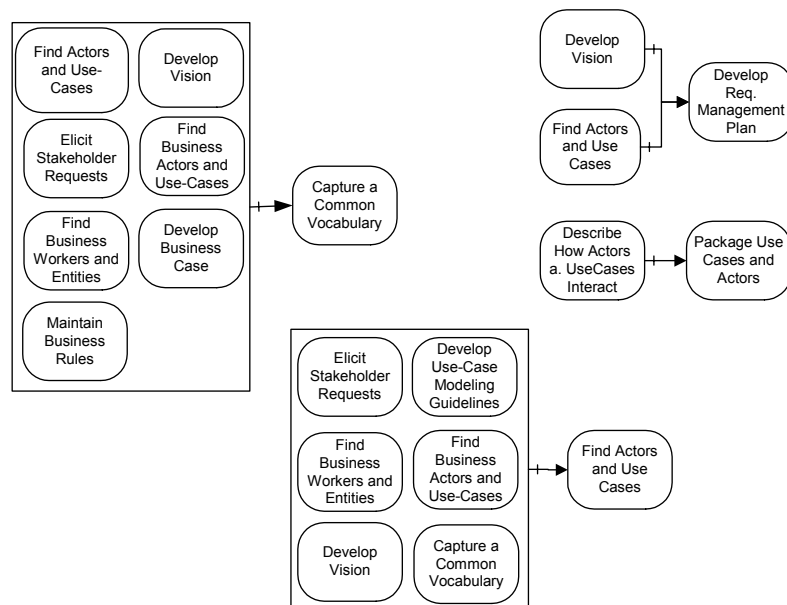 Find Actors
and Use-
Cases
Develop
Vision
Elicit
Stakeholder
Requests
Find
Business
Actors and
Use-Cases
Find
Business
Workers and
Entities
Develop
Business
Case
Maintain
Business
Rules
Capture a
Common
Vocabulary
Develop
Vision
Find Actors
and Use
Cases
Develop
Req.
Management
Plan
Describe
How Actors
a. UseCases
Interact
Package Use
Cases and
Actors
Elicit
Stakeholder
Requests
Develop
Use-Case
Modeling
Guidelines
Find
Business
Workers and
Entities
Find
Business
Actors and
Use-Cases
Develop
Vision
Capture a
Common
Vocabulary
Find Actors
and Use
Cases